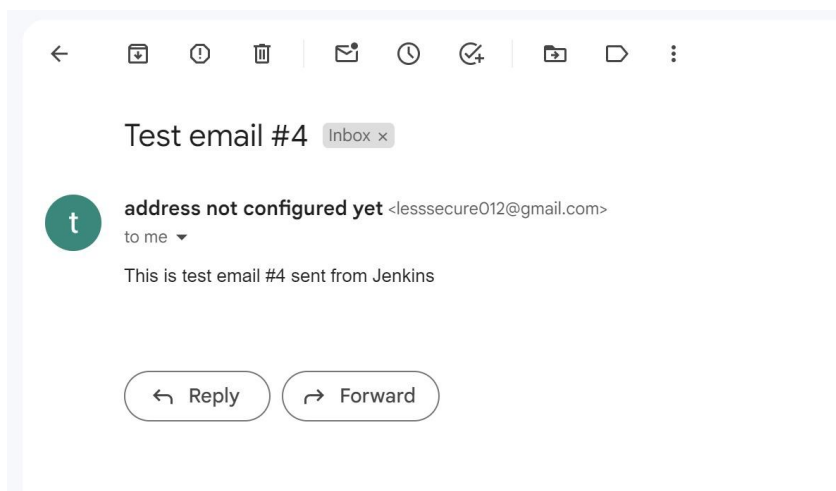 Test email #4 Inbox ×
t
address not configured yet <lesssecure012@gmail.com>
to me
This is test email #4 sent from Jenkins
Reply Forward